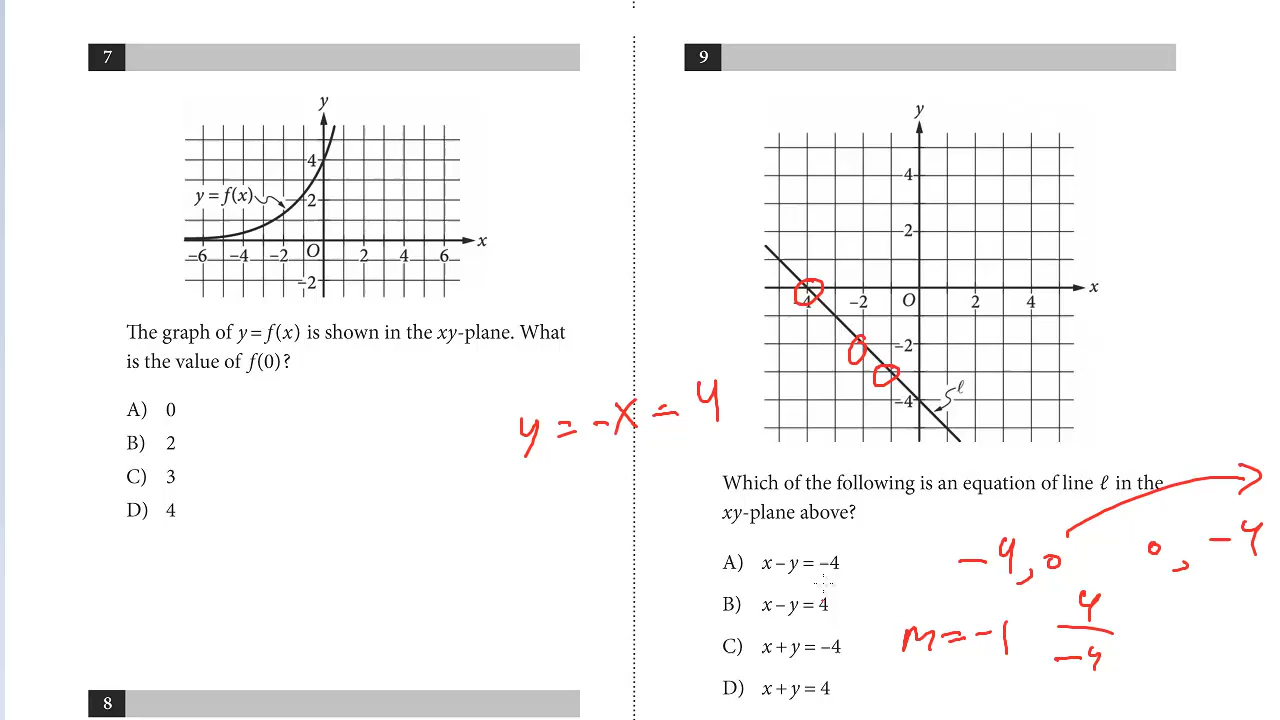 7
y
4
y = f(x)
2
O
x
−6 −4 −2 2 4 6
−2
The graph of y = f(x) is shown in the xy-plane. What
is the value of f(0)?
A) 0
B) 2
C) 3
D) 4
8
y = -x = 4
9
y
4
2
−4 −2 O 2 4 x
−2
−4
ℓ
Which of the following is an equation of line ℓ in the
xy-plane above?
A) x − y = −4
B) x − y = 4
C) x + y = −4
D) x + y = 4
-4, 0
0, -4
m = -1
4
-4